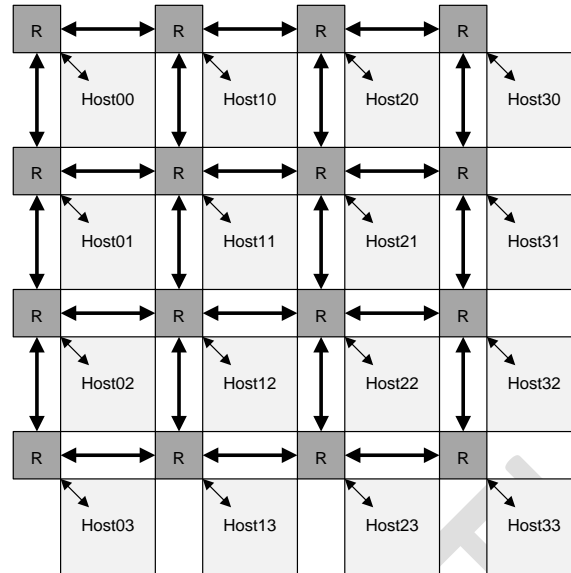 R R R R
Host00 Host10 Host20 Host30
R R R R
Host01 Host11 Host21 Host31
R R R R
Host02 Host12 Host22 Host32
R R R R
Host03 Host13 Host23 Host33